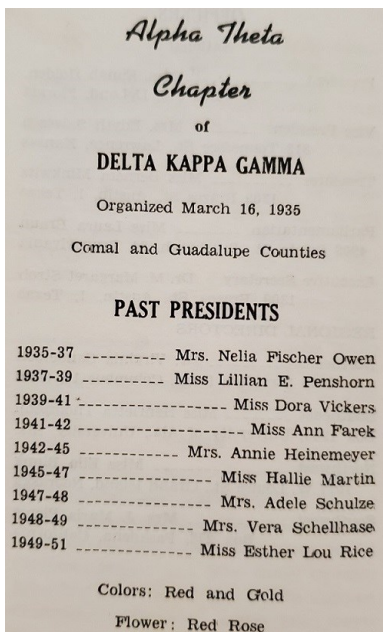 Alpha Theta
Chapter
of
DELTA KAPPA GAMMA
Organized March 16, 1935
Comal and Guadalupe Counties
PAST PRESIDENTS
1935-37 ---------- Mrs. Nelia Fischer Owen
1937-39 ---------- Miss Lillian E. Penshorn
1939-41 ------------------ Miss Dora Vickers
1941-42 -------------------- Miss Ann Farek
1942-45 ------------ Mrs. Annie Heinemeyer
1945-47 ----------------- Miss Hallie Martin
1947-48 ---------------- Mrs. Adele Schulze
1948-49 -------------- Mrs. Vera Schellhase
1949-51 -------------- Miss Esther Lou Rice
Colors: Red and Gold
Flower: Red Rose